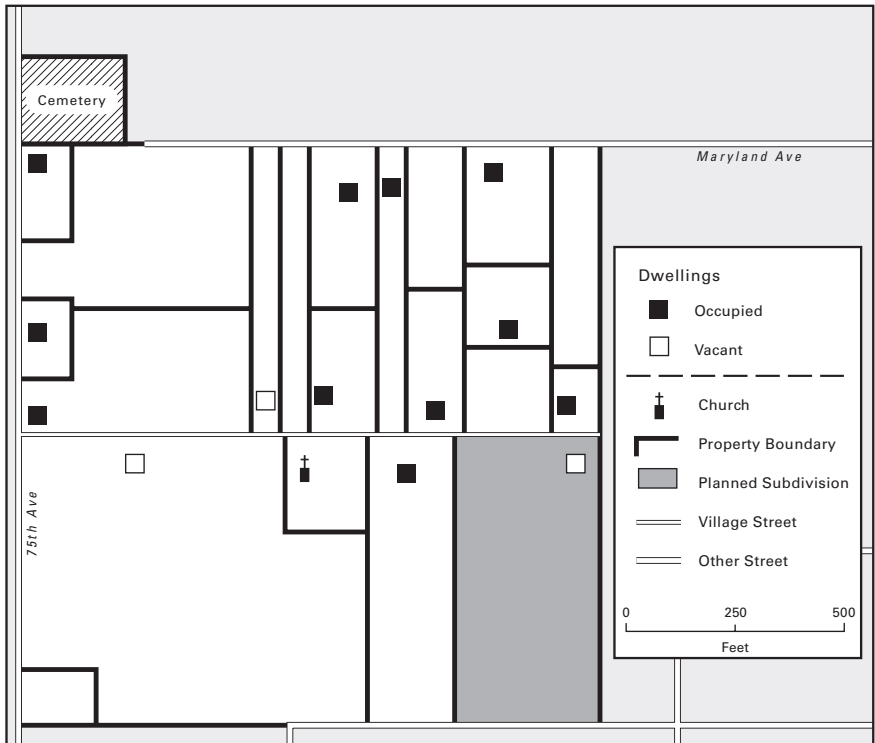 Cemetery
Maryland Ave
75th Ave
Dwellings
Occupied
Vacant
Church
Property Boundary
Planned Subdivision
Village Street
Other Street
0 250 500
Feet